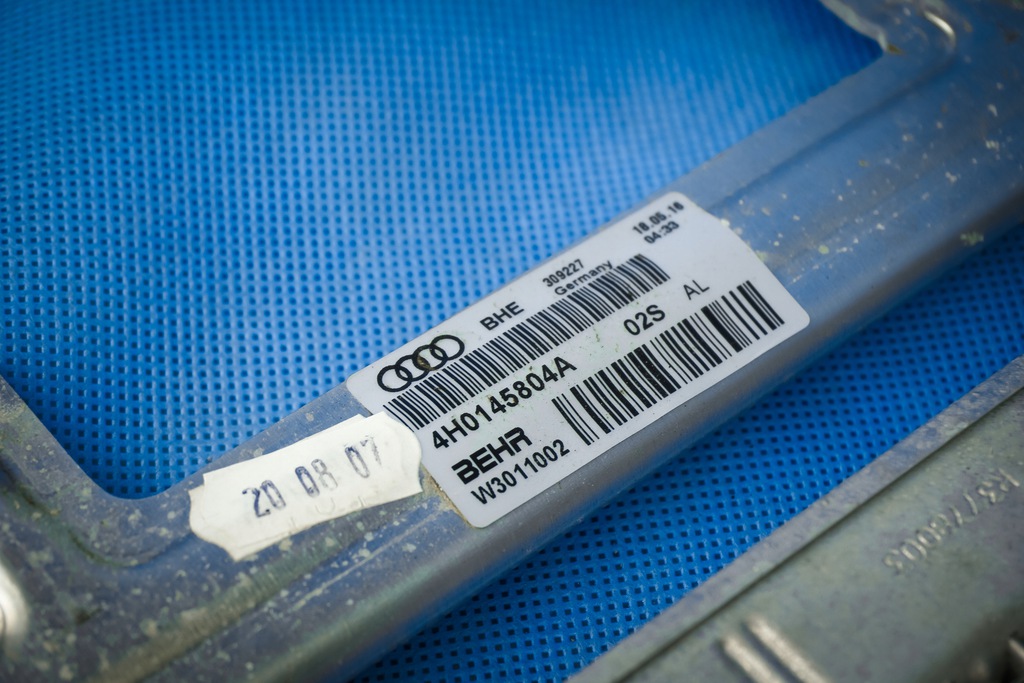 BHE
309227
Germany
18.05.16
04:33
4H0145804A 02S AL
BEHR
W3011002
20 08 07